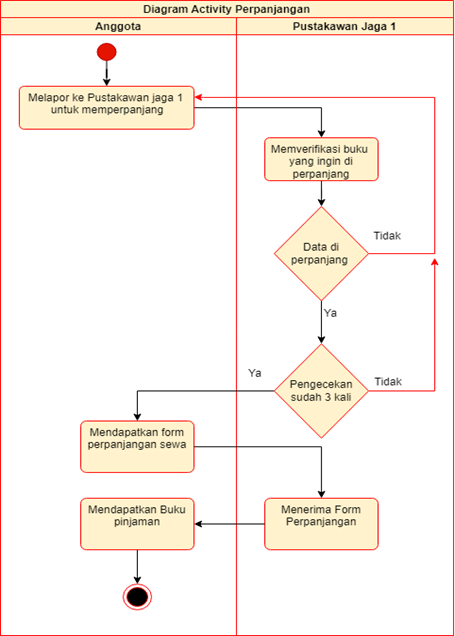 Diagram Activity Perpanjangan
Anggota
Pustakawan Jaga 1
Melapor ke Pustakawan jaga 1
untuk memperpanjang
Memverifikasi buku
yang ingin di
perpanjang
Data di
perpanjang
Tidak
Ya
Pengecekan
sudah 3 kali
Ya
Tidak
Mendapatkan form
perpanjangan sewa
Menerima Form
Perpanjangan
Mendapatkan Buku
pinjaman